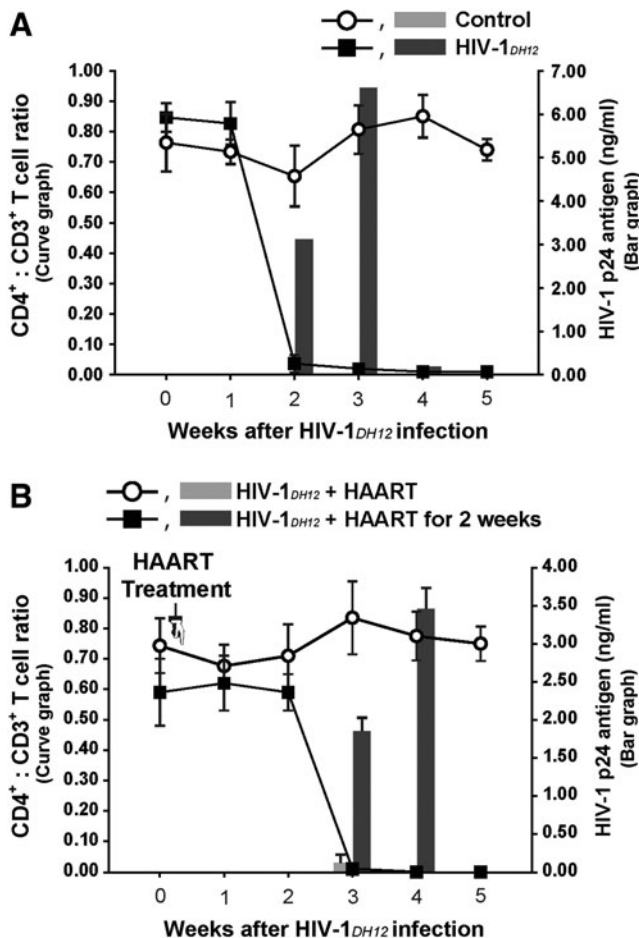 A
, Control
, HIV-1DH12
1.00
0.90
0.80
0.70
0.60
0.50
0.40
0.30
0.20
0.10
0.00
CD4+ : CD3+ T cell ratio
(Curve graph)
7.00
6.00
5.00
4.00
3.00
2.00
1.00
0.00
HIV-1 p24 antigen (ng/ml)
(Bar graph)
0 1 2 3 4 5
Weeks after HIV-1DH12 infection
B
, HIV-1DH12 + HAART
, HIV-1DH12 + HAART for 2 weeks
HAART
Treatment
1.00
0.90
0.80
0.70
0.60
0.50
0.40
0.30
0.20
0.10
0.00
CD4+ : CD3+ T cell ratio
(Curve graph)
4.00
3.50
3.00
2.50
2.00
1.50
1.00
0.50
0.00
HIV-1 p24 antigen (ng/ml)
(Bar graph)
0 1 2 3 4 5
Weeks after HIV-1DH12 infection